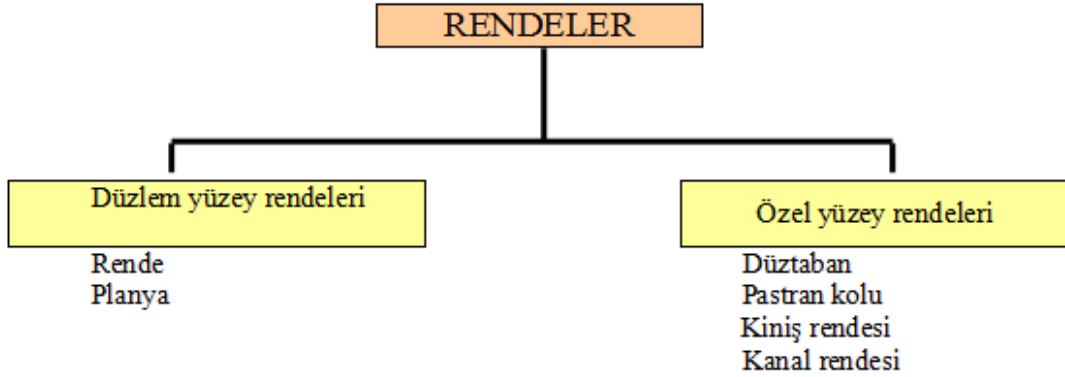 RENDELER
Düzlem yüzey rendeleri
Rende
Planya
Özel yüzey rendeleri
Düztaban
Pastran kolu
Kiniş rendesi
Kanal rendesi